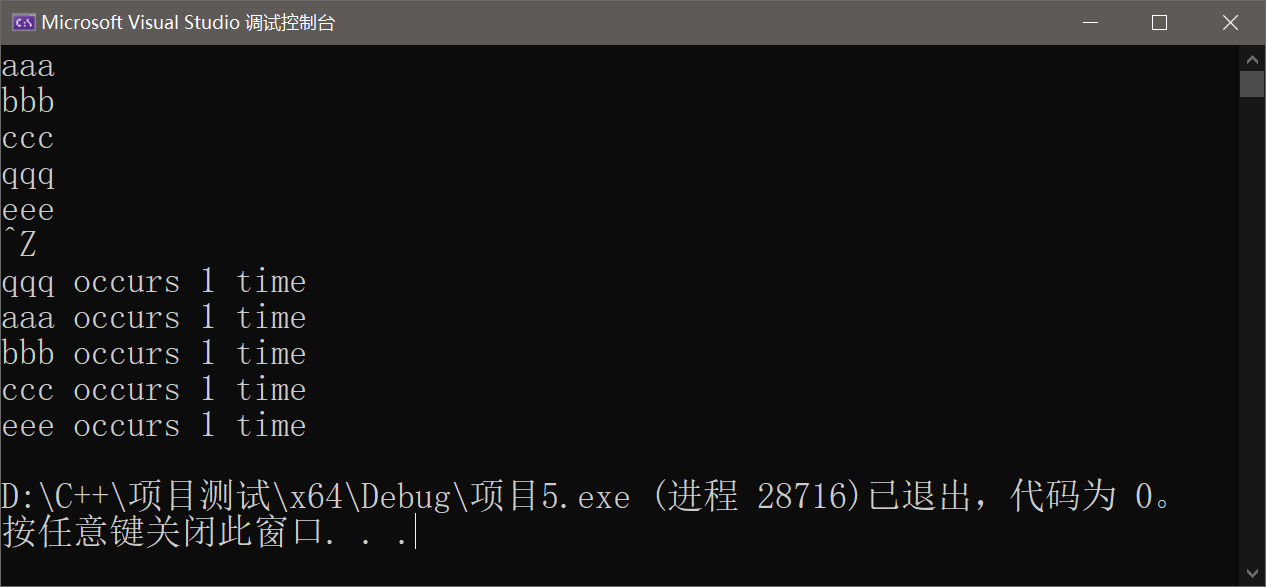 Microsoft Visual Studio 调试控制台
aaa
bbb
ccc
qqq
eee
^Z
qqq occurs 1 time
aaa occurs 1 time
bbb occurs 1 time
ccc occurs 1 time
eee occurs 1 time
D:\C++\项目测试\x64\Debug\项目5.exe (进程 28716)已退出，代码为 0。
按任意键关闭此窗口. . .